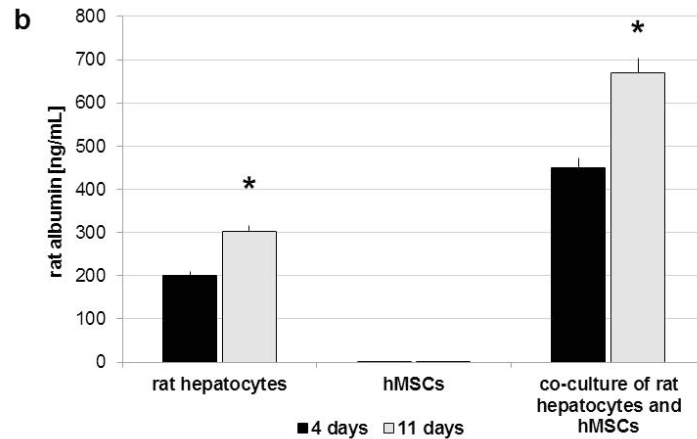 b
rat albumin [ng/mL]
800
700
600
500
400
300
200
100
0
*
*
rat hepatocytes
hMSCs
co-culture of rat
hepatocytes and
hMSCs
4 days
11 days